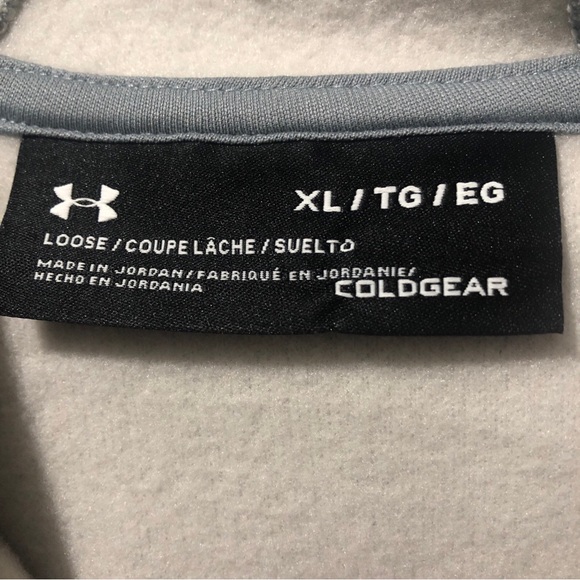 XL / TG / EG
LOOSE / COUPE LÂCHE / SUELTO
MADE IN JORDAN / FABRIQUÉ EN JORDANIE /
HECHO EN JORDANIA
COLDGEAR